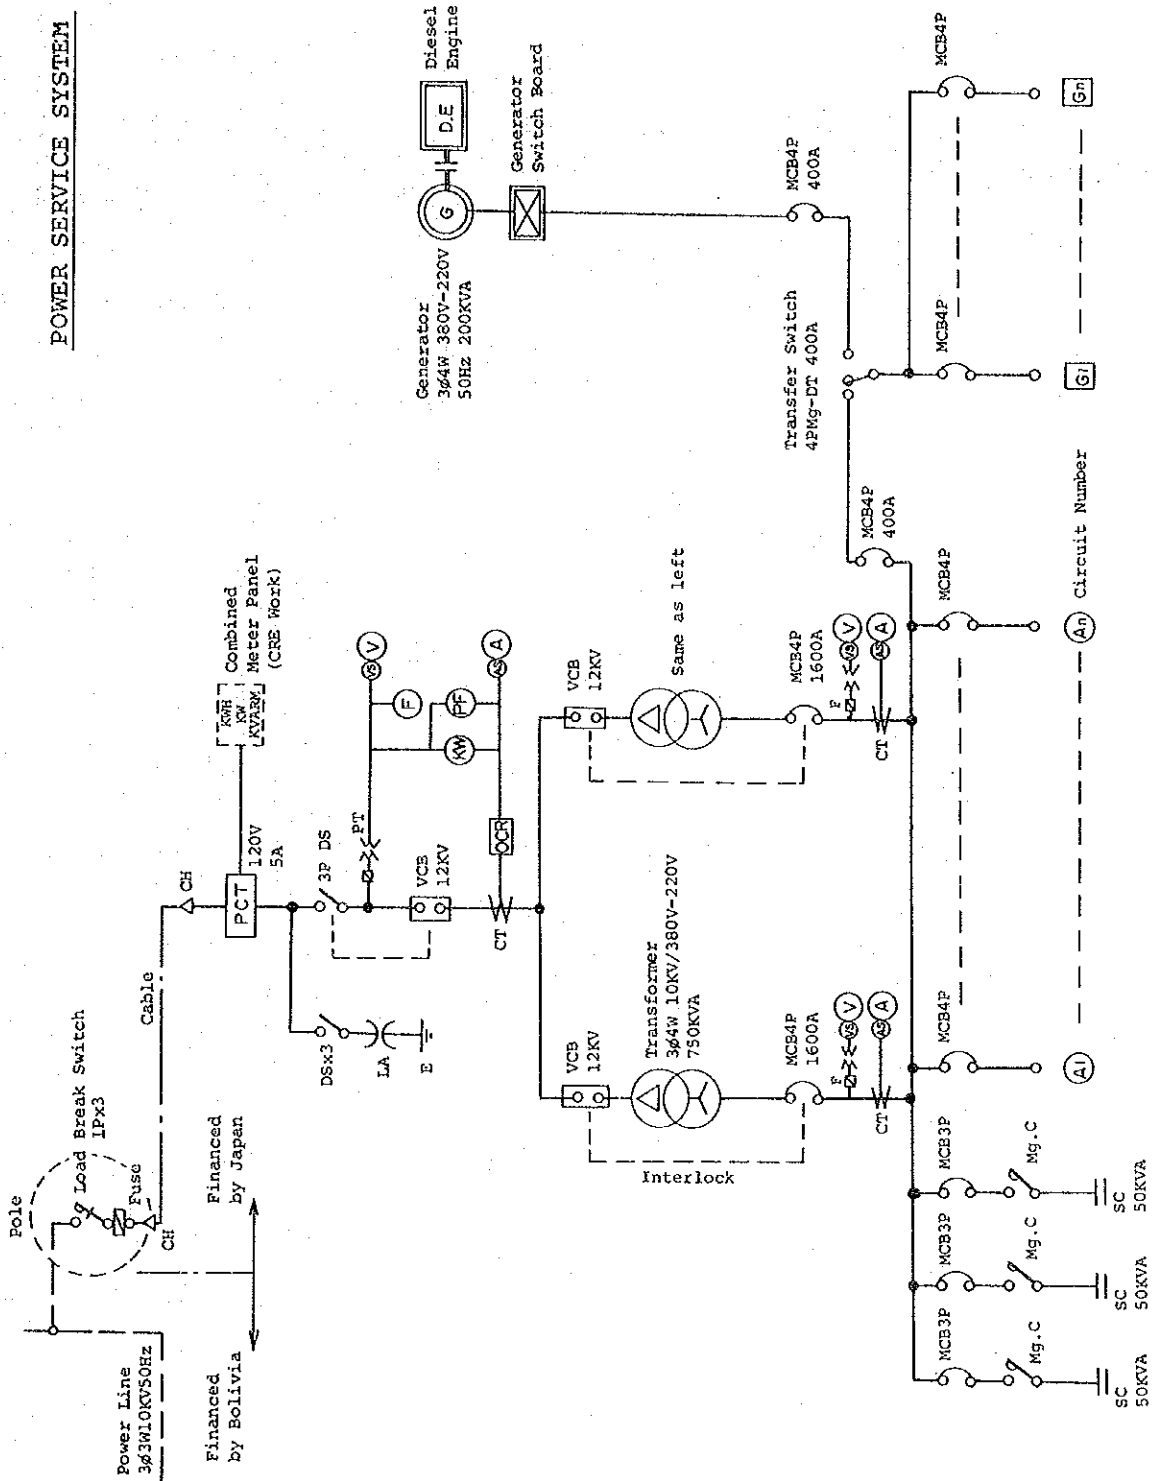 POWER SERVICE SYSTEM
Pole
Load Break Switch
1Px3
Fuse
CH
Power Line
3ø3W10KV50Hz
Financed
by Bolivia
Financed
by Japan
Cable
CH
PCT
120V
5A
KWH
KW
KVARM
Combined
Meter Panel
(CRE Work)
DSx3
LA
E
3P DS
PT
VS
V
F
KW
PF
VCB
12KV
OCR
AS
A
CT
VCB
12KV
Transformer
3ø4W 10KV/380V-220V
750KVA
Interlock
MCB4P
1600A
F
VS
V
AS
A
CT
VCB
12KV
Same as left
MCB4P
1600A
F
VS
V
AS
A
CT
Generator
3ø4W 380V-220V
50Hz 200KVA
G
D.E
Diesel
Engine
Generator
Switch Board
MCB4P
400A
Transfer Switch
4PMg-DT 400A
MCB4P
400A
MCB3P
Mg.C
SC
50KVA
MCB3P
Mg.C
SC
50KVA
MCB3P
Mg.C
SC
50KVA
MCB4P
A1
MCB4P
An
Circuit Number
MCB4P
G1
MCB4P
Gn